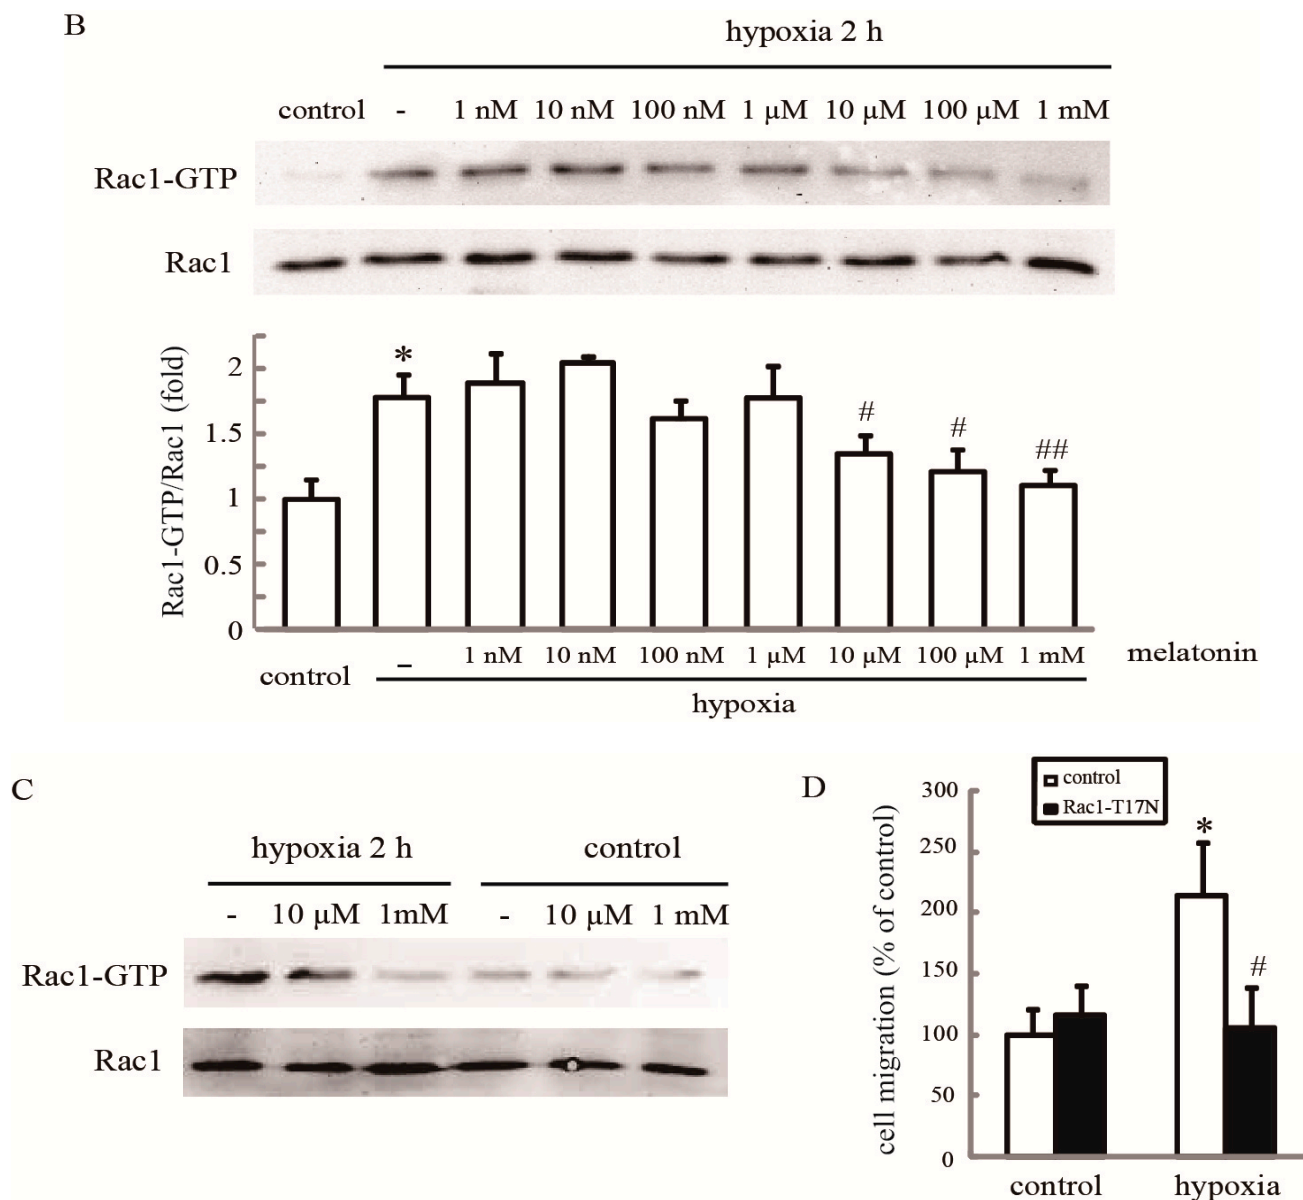 B
hypoxia 2 h
control - 1 nM 10 nM 100 nM 1 µM 10 µM 100 µM 1 mM
Rac1-GTP
Rac1
Rac1-GTP/Rac1 (fold)
2
1.5
1
0.5
0
*
#
#
##
control – 1 nM 10 nM 100 nM 1 µM 10 µM 100 µM 1 mM melatonin
hypoxia
C
hypoxia 2 h control
- 10 µM 1mM - 10 µM 1 mM
Rac1-GTP
Rac1
D
cell migration (% of control)
300
250
200
150
100
50
0
control
Rac1-T17N
*
#
control hypoxia